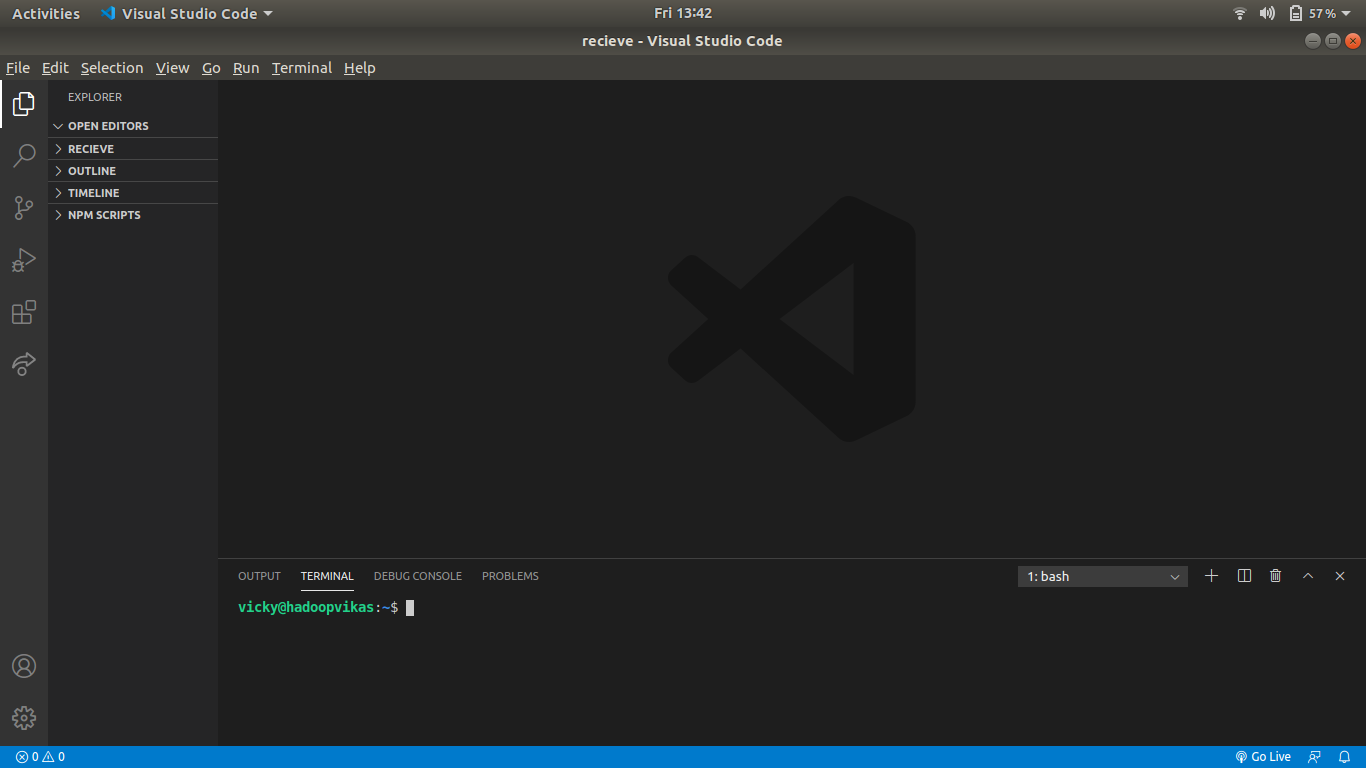 Activities Visual Studio Code Fri 13:42 57%
recieve - Visual Studio Code
File Edit Selection View Go Run Terminal Help
EXPLORER
OPEN EDITORS
RECIEVE
OUTLINE
TIMELINE
NPM SCRIPTS
OUTPUT TERMINAL DEBUG CONSOLE PROBLEMS 1: bash
vicky@hadoopvikas:~$
0 0 Go Live